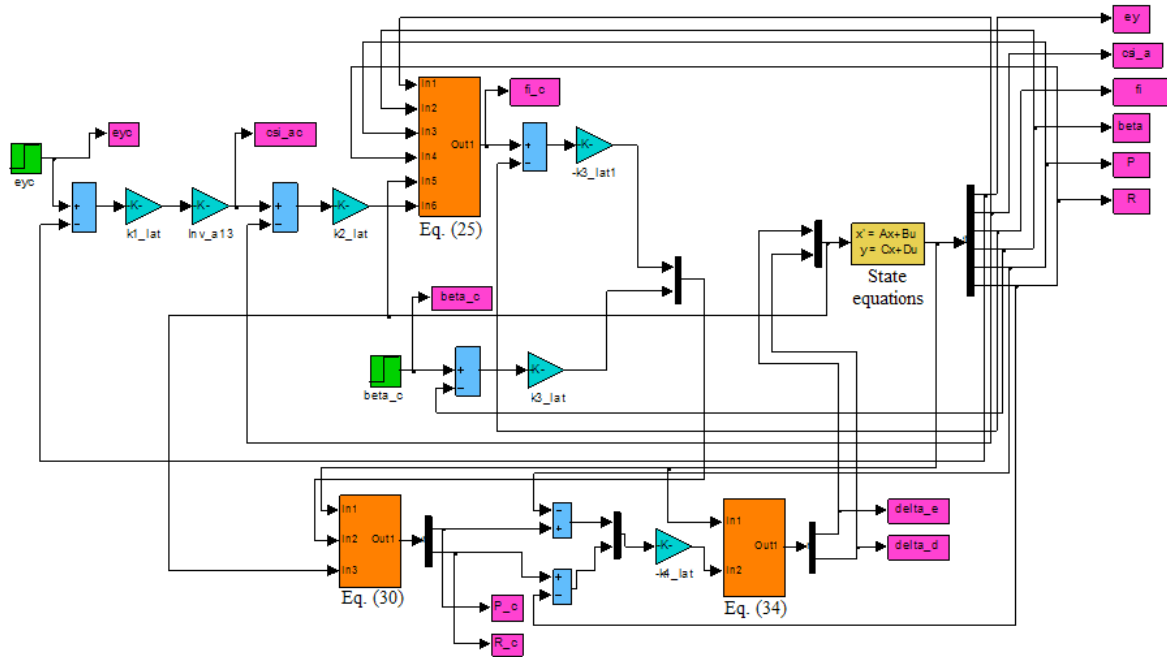 ey
csi_a
fi
beta
P
R
eyc
csi_ac
fi_c
In1
In2
In3
In4
In5
In6
Out1
Eq. (25)
eyc
+
−
-K-
k1_lat
-K-
Inv_a13
+
−
-K-
k2_lat
+
−
-K-
-k3_lat1
x' = Ax+Bu
y = Cx+Du
State
equations
beta_c
beta_c
+
−
-K-
k3_lat
In1
In2
In3
Out1
Eq. (30)
−
+
+
−
-K-
-k4_lat
In1
In2
Out1
Eq. (34)
delta_e
delta_d
P_c
R_c